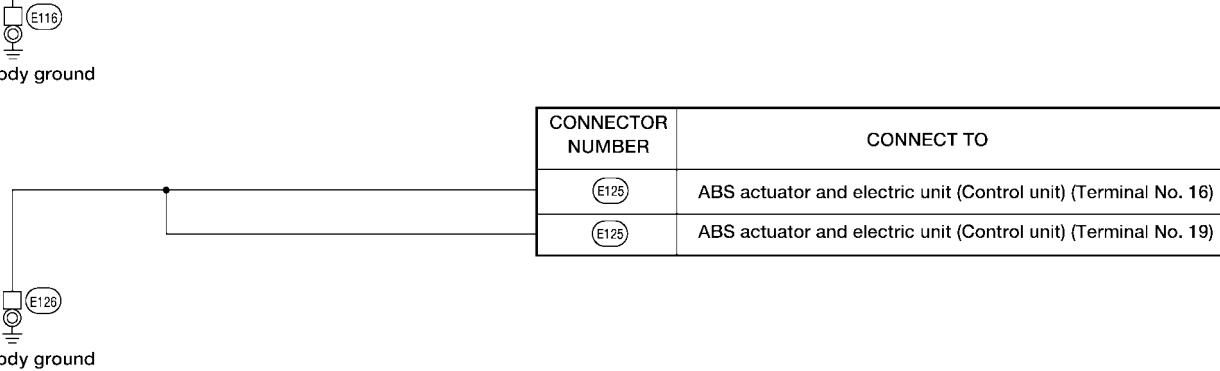 E116
ody ground
CONNECTOR NUMBER
CONNECT TO
E125
ABS actuator and electric unit (Control unit) (Terminal No. 16)
E125
ABS actuator and electric unit (Control unit) (Terminal No. 19)
E126
ody ground